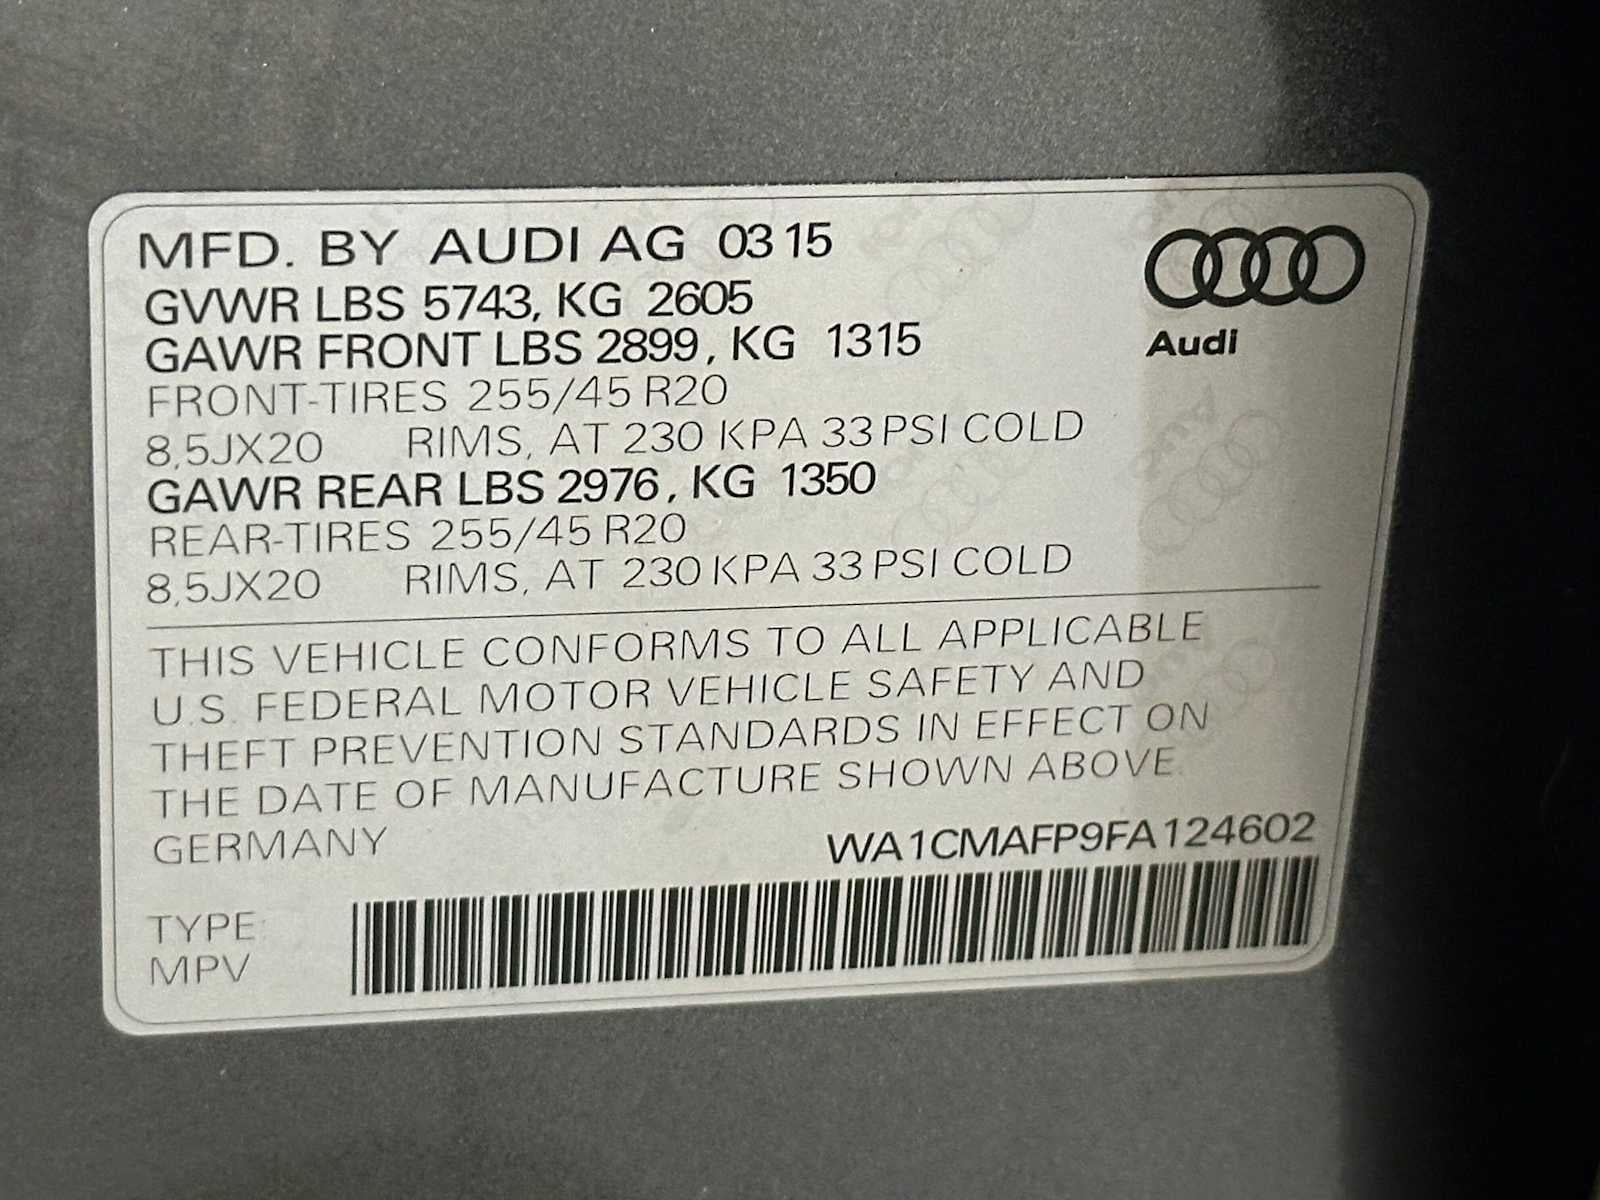 MFD. BY AUDI AG 03 15
GVWR LBS 5743, KG 2605
GAWR FRONT LBS 2899, KG 1315
FRONT-TIRES 255/45 R20
8,5JX20 RIMS, AT 230 KPA 33 PSI COLD
GAWR REAR LBS 2976, KG 1350
REAR-TIRES 255/45 R20
8,5JX20 RIMS, AT 230 KPA 33 PSI COLD
Audi
THIS VEHICLE CONFORMS TO ALL APPLICABLE
U.S. FEDERAL MOTOR VEHICLE SAFETY AND
THEFT PREVENTION STANDARDS IN EFFECT ON
THE DATE OF MANUFACTURE SHOWN ABOVE.
GERMANY WA1CMAFP9FA124602
TYPE:
MPV